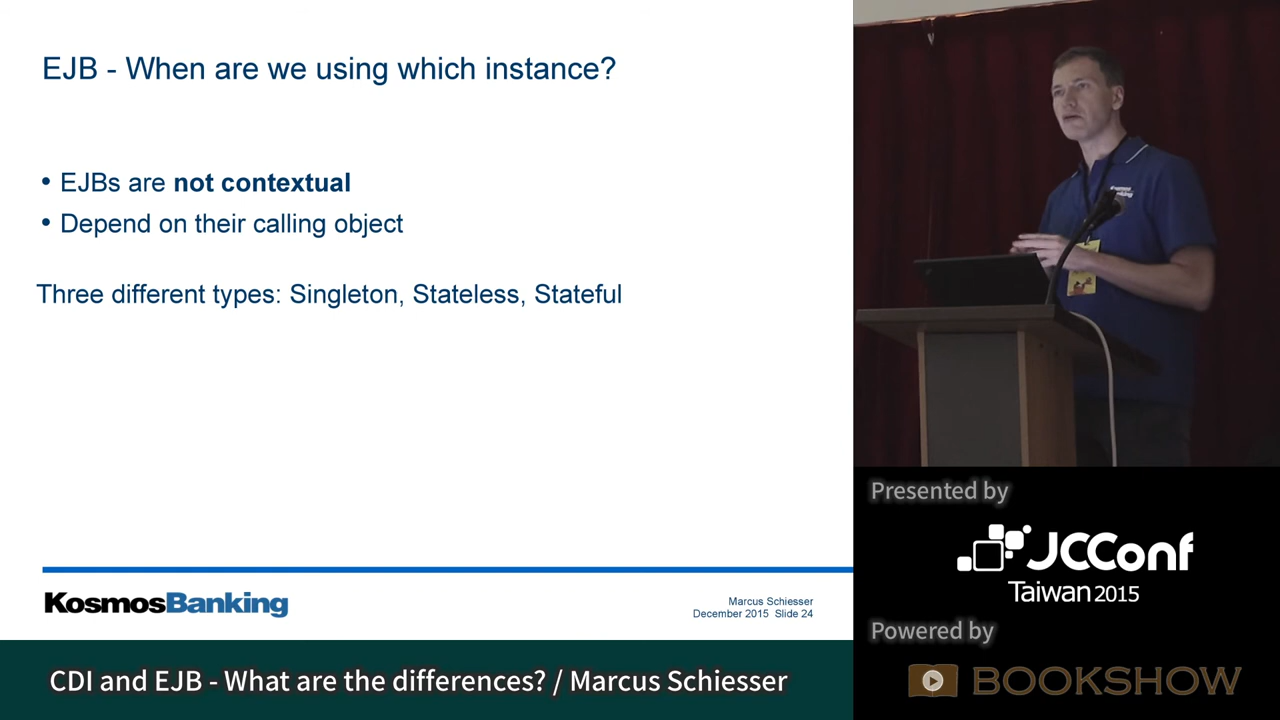 EJB - When are we using which instance?
• EJBs are not contextual
• Depend on their calling object
Three different types: Singleton, Stateless, Stateful
KosmosBanking
Marcus Schiesser
December 2015 Slide 24
CDI and EJB - What are the differences? / Marcus Schiesser
Kosmos
Banking
Presented by
JCConf
Taiwan 2015
Powered by
BOOKSHOW